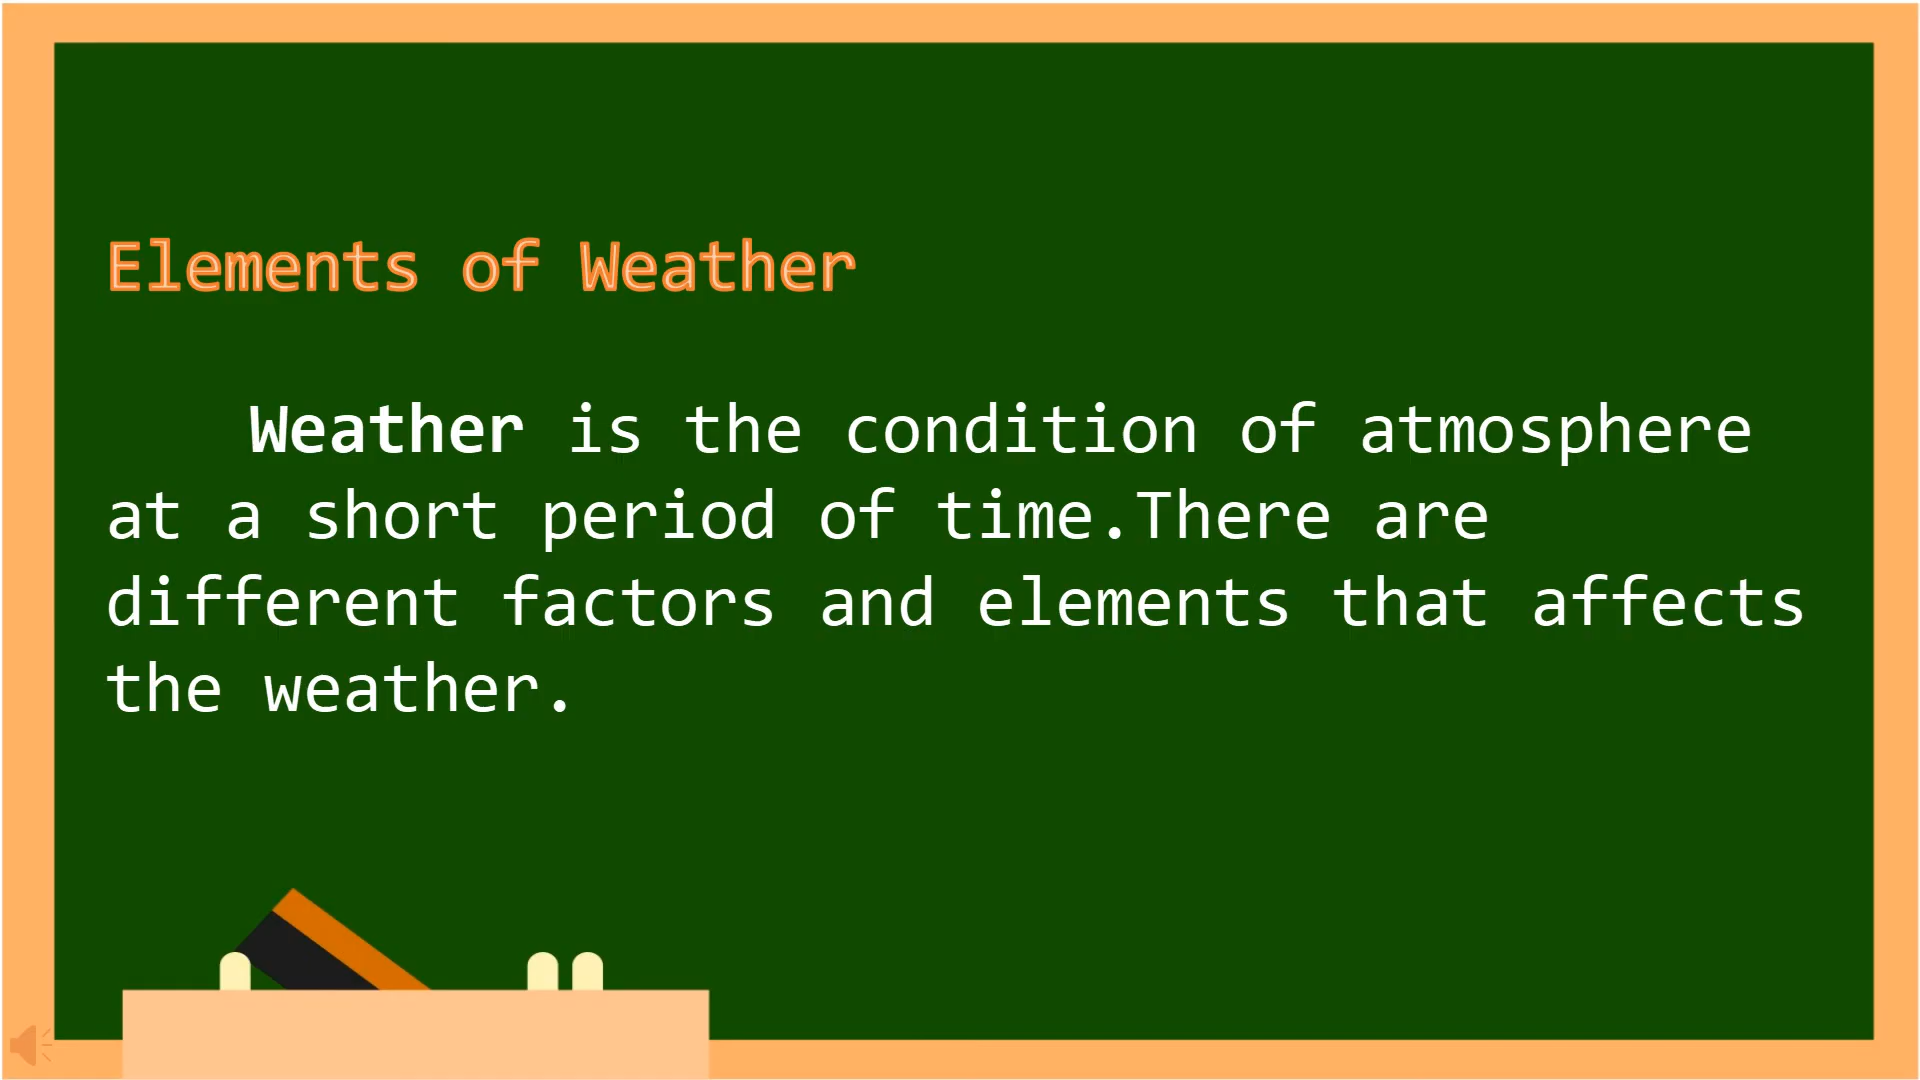 Elements of Weather
Weather is the condition of atmosphere
at a short period of time.There are
different factors and elements that affects
the weather.